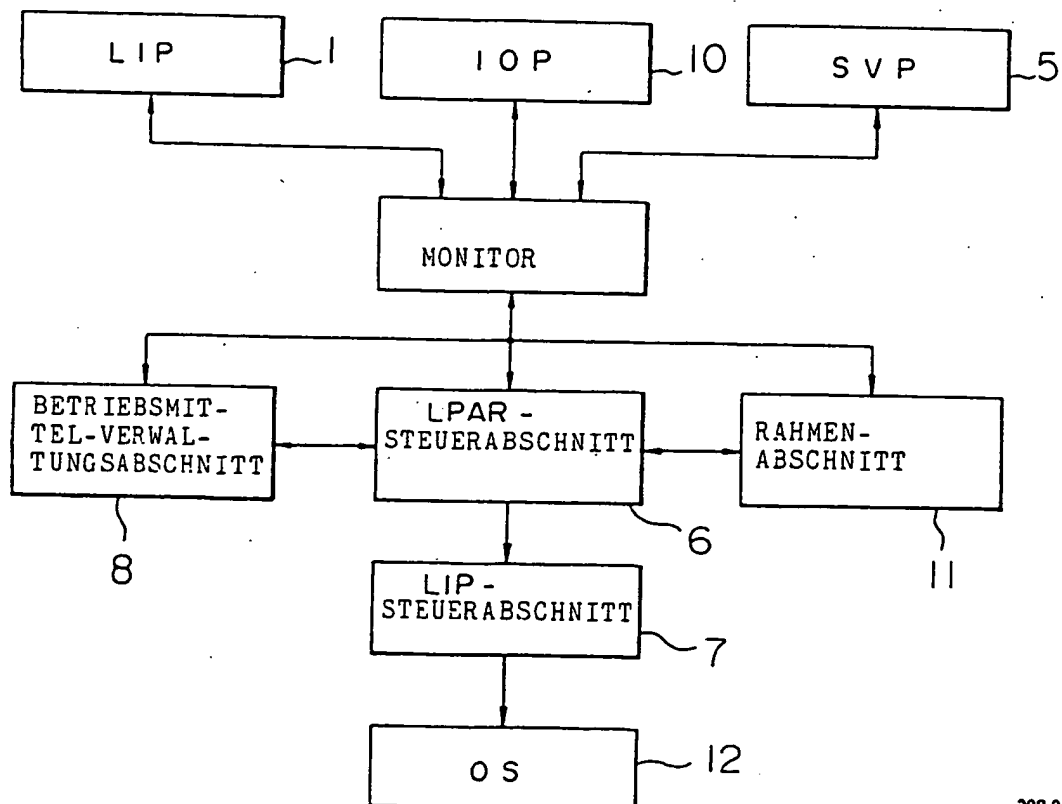 LIP
1
IOP
10
SVP
5
MONITOR
BETRIEBSMIT-
TEL-VERWAL-
TUNGSABSCHNITT
8
LPAR-
STEUERABSCHNITT
6
RAHMEN-
ABSCHNITT
11
LIP-
STEUERABSCHNITT
7
OS
12